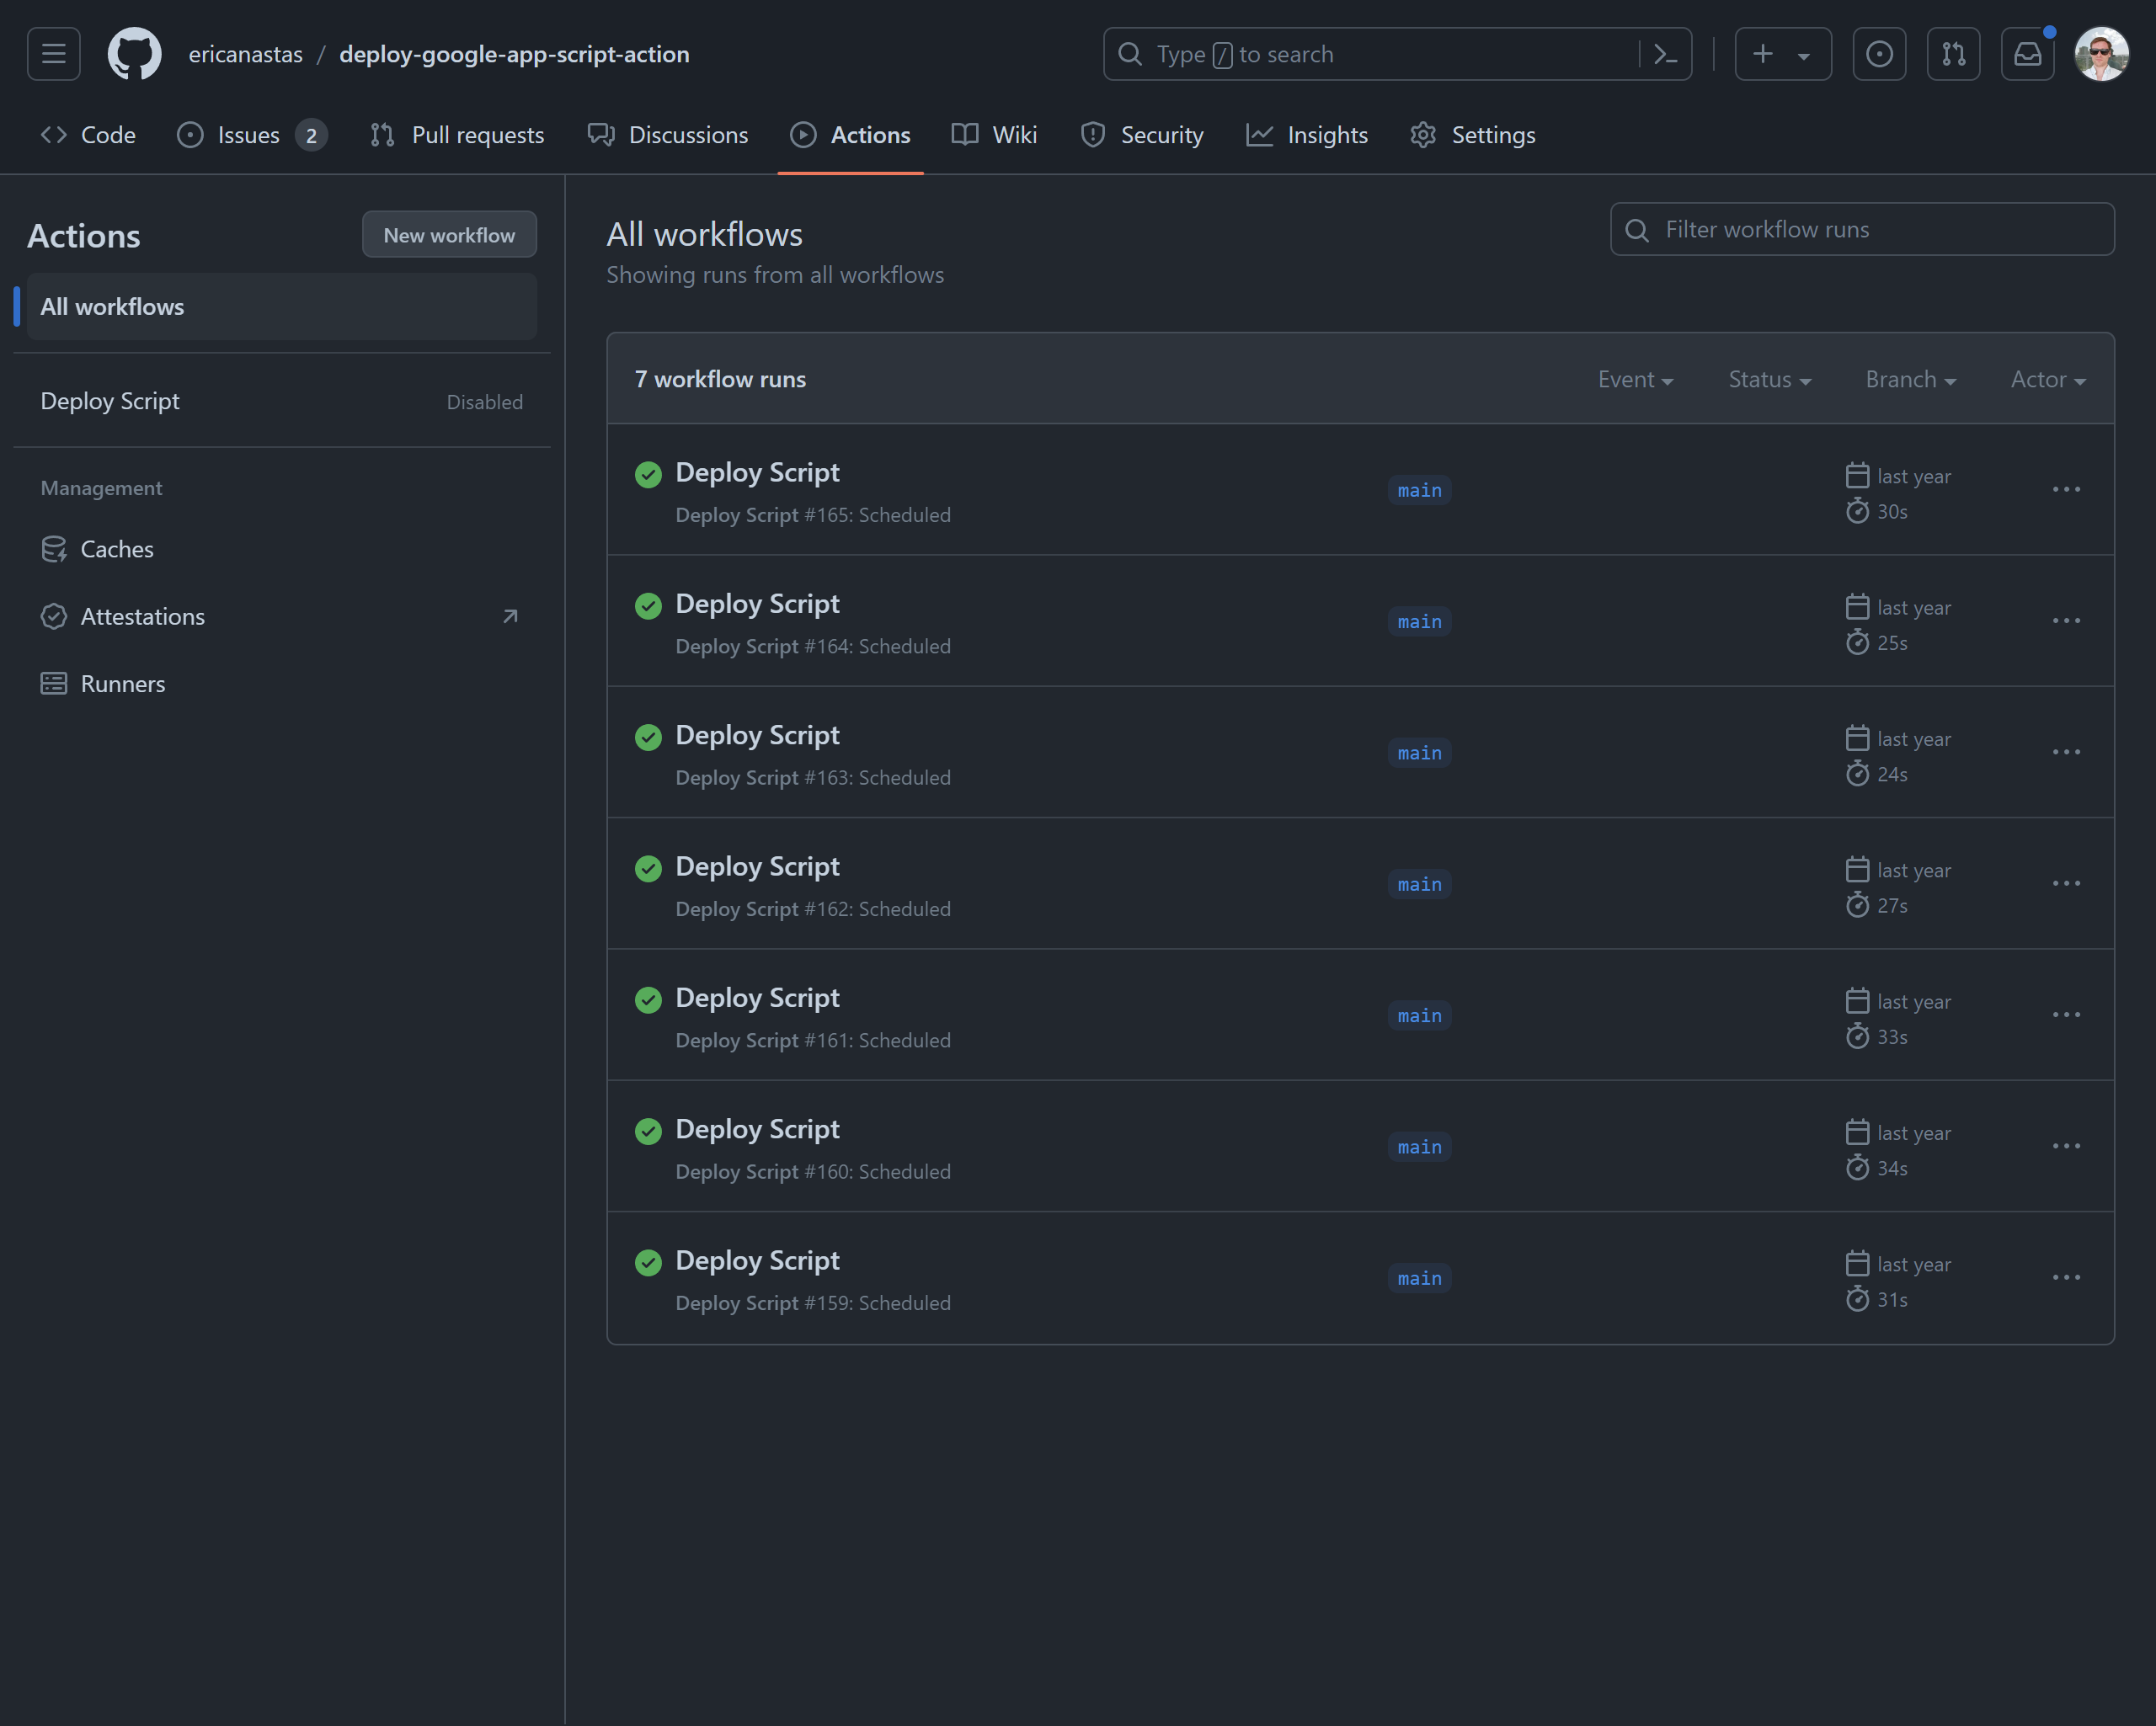 ericanastas / deploy-google-app-script-action
Type / to search
Code
Issues 2
Pull requests
Discussions
Actions
Wiki
Security
Insights
Settings
Actions
New workflow
All workflows
Deploy Script Disabled
Management
Caches
Attestations
Runners
All workflows
Showing runs from all workflows
Filter workflow runs
7 workflow runs
Event
Status
Branch
Actor
Deploy Script
Deploy Script #165: Scheduled
main
last year
30s
Deploy Script
Deploy Script #164: Scheduled
main
last year
25s
Deploy Script
Deploy Script #163: Scheduled
main
last year
24s
Deploy Script
Deploy Script #162: Scheduled
main
last year
27s
Deploy Script
Deploy Script #161: Scheduled
main
last year
33s
Deploy Script
Deploy Script #160: Scheduled
main
last year
34s
Deploy Script
Deploy Script #159: Scheduled
main
last year
31s